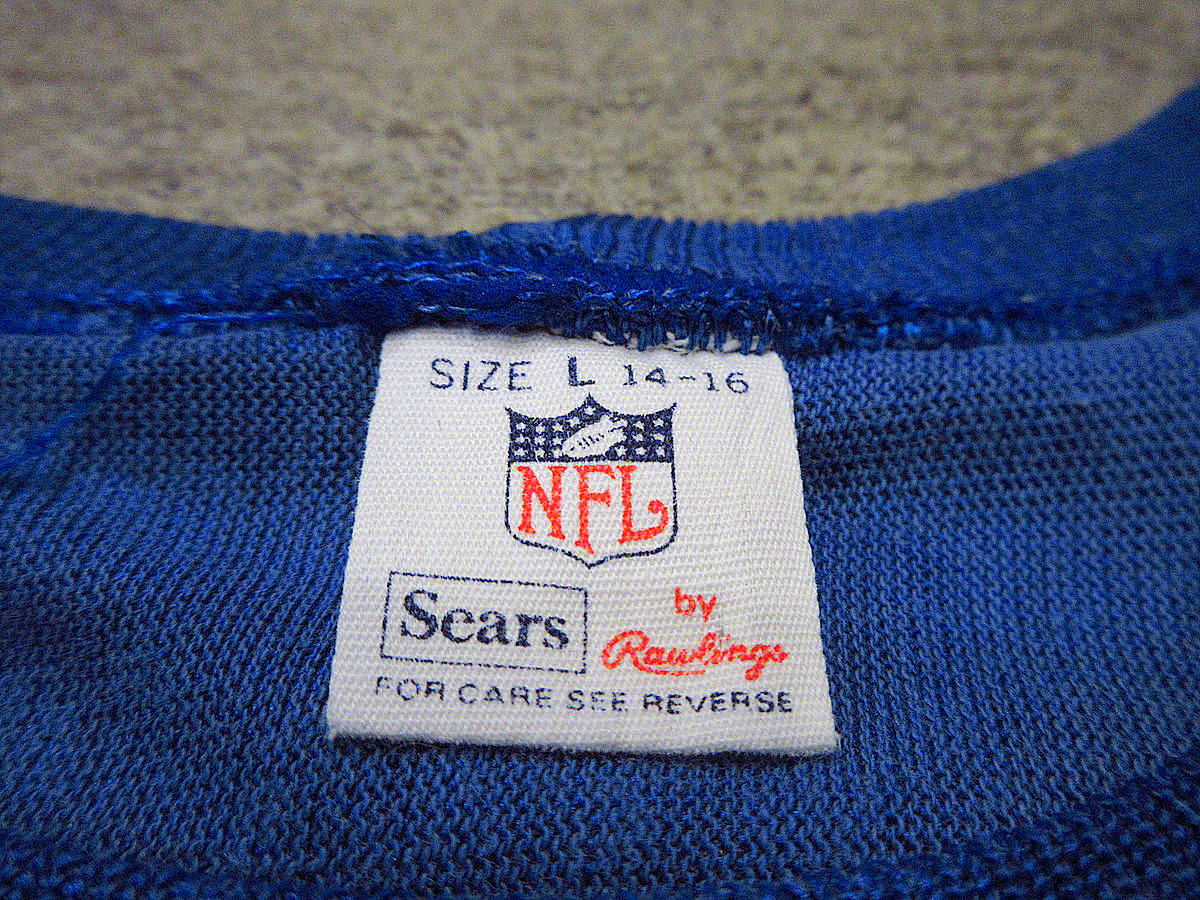 SIZE L 14-16
NFL
Sears by Rawlings
FOR CARE SEE REVERSE